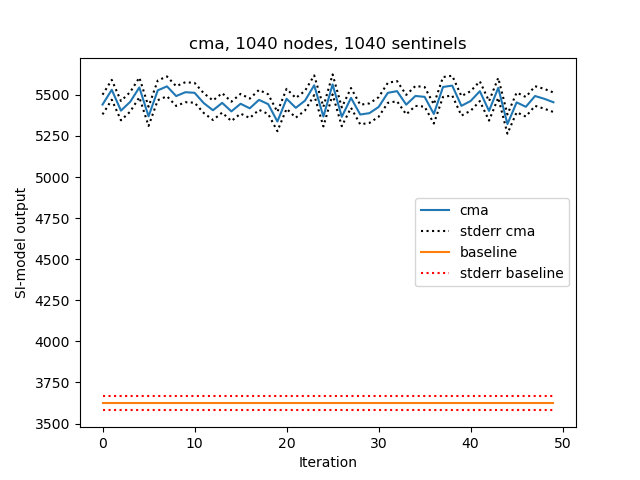 cma, 1040 nodes, 1040 sentinels
5500
5250
5000
4750
4500
4250
4000
3750
3500
SI-model output
cma
stderr cma
baseline
stderr baseline
0 10 20 30 40 50
Iteration